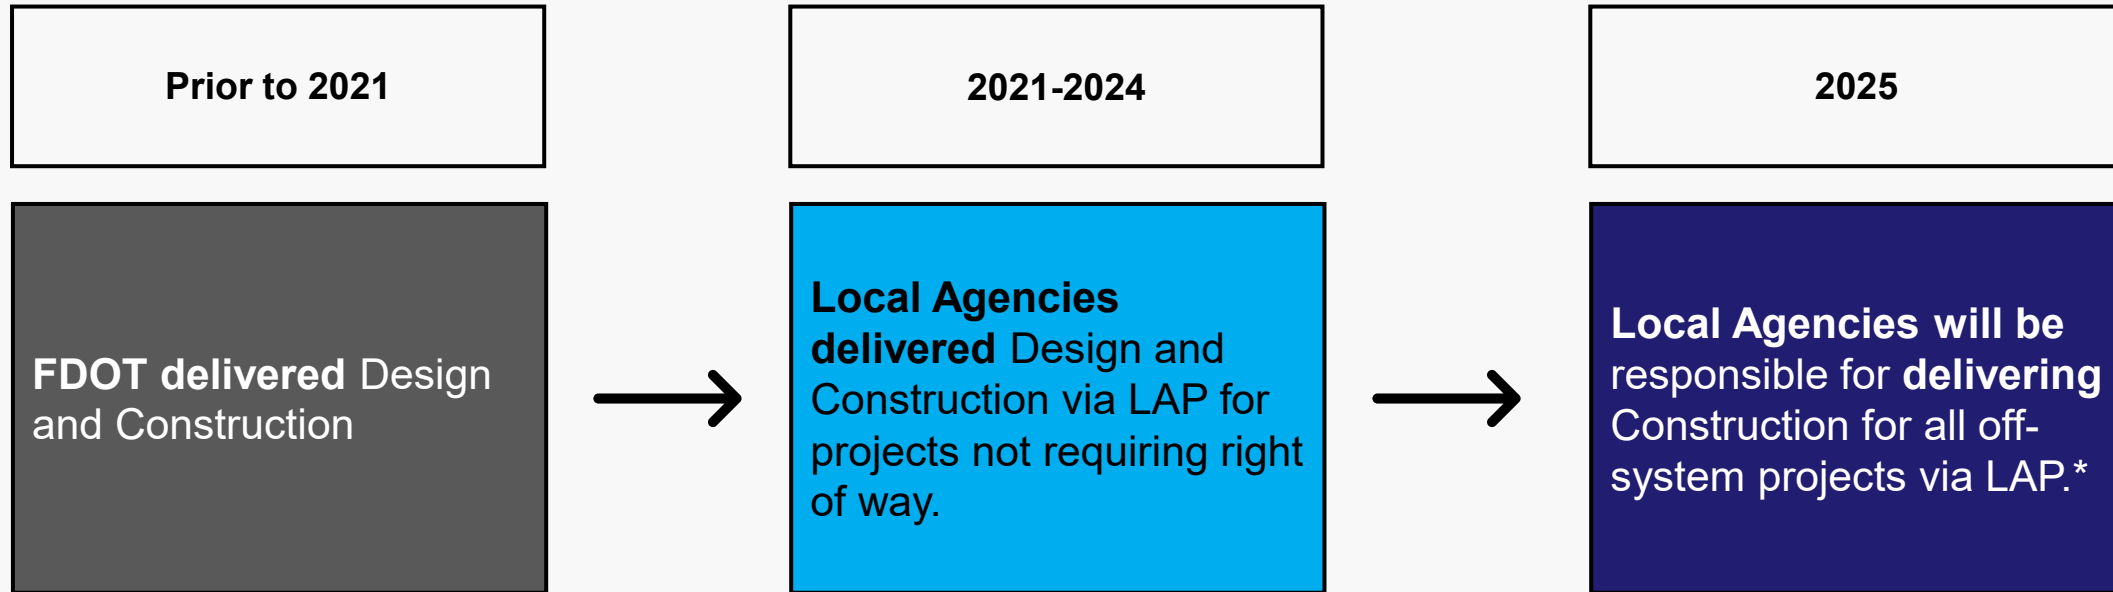 Prior to 2021
2021-2024
2025
FDOT delivered Design
and Construction
Local Agencies
delivered Design and
Construction via LAP for
projects not requiring right
of way.
Local Agencies will be
responsible for delivering
Construction for all off-
system projects via LAP.*